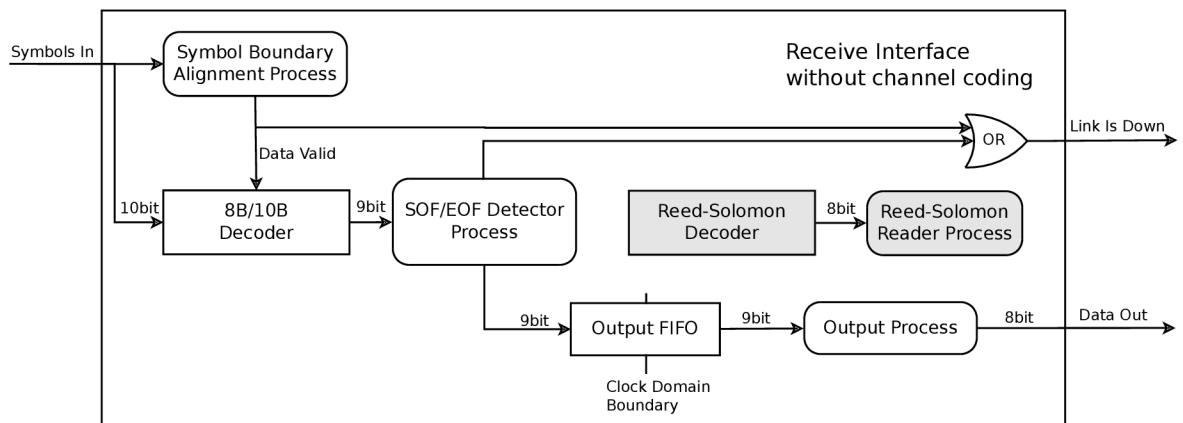 Symbols In
Symbol Boundary
Alignment Process
Receive Interface
without channel coding
Data Valid
OR
Link Is Down
10bit
8B/10B
Decoder
9bit
SOF/EOF Detector
Process
Reed-Solomon
Decoder
8bit
Reed-Solomon
Reader Process
9bit
Output FIFO
9bit
Output Process
8bit
Data Out
Clock Domain
Boundary